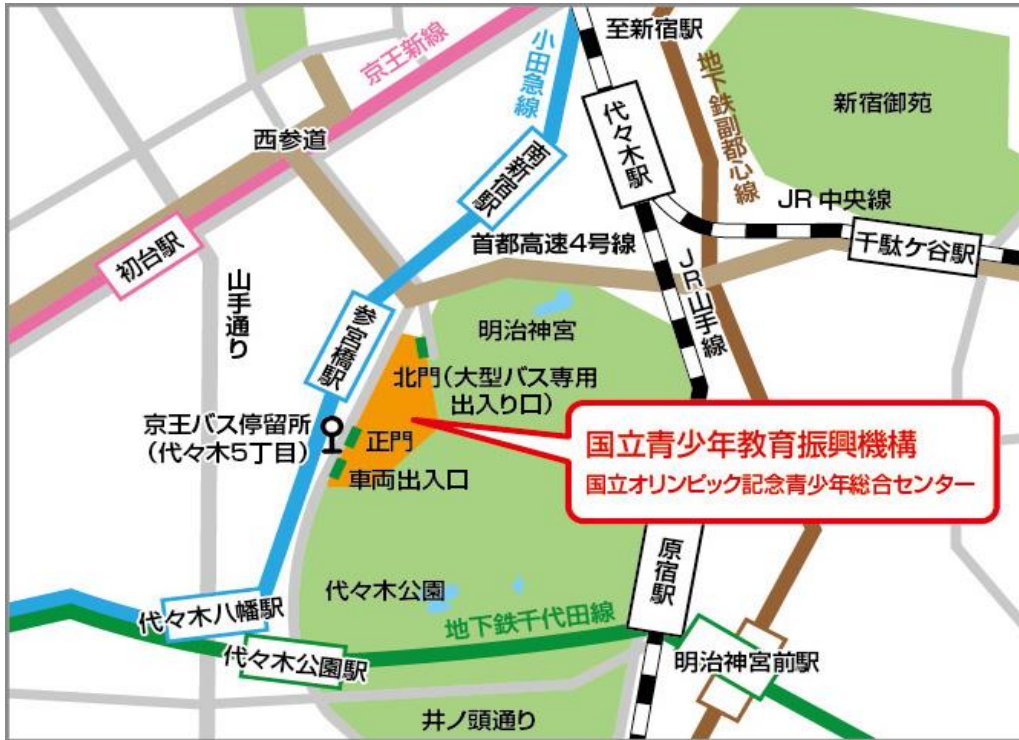 至新宿駅
京王新線
小田急線
地下鉄副都心線
新宿御苑
代々木駅
西参道
南新宿駅
JR中央線
首都高速4号線
千駄ケ谷駅
初台駅
山手通り
JR山手線
参宮橋駅
明治神宮
北門(大型バス専用
出入り口)
京王バス停留所
(代々木5丁目)
正門
車両出入口
国立青少年教育振興機構
国立オリンピック記念青少年総合センター
原宿駅
代々木公園
代々木八幡駅
地下鉄千代田線
代々木公園駅
明治神宮前駅
井ノ頭通り